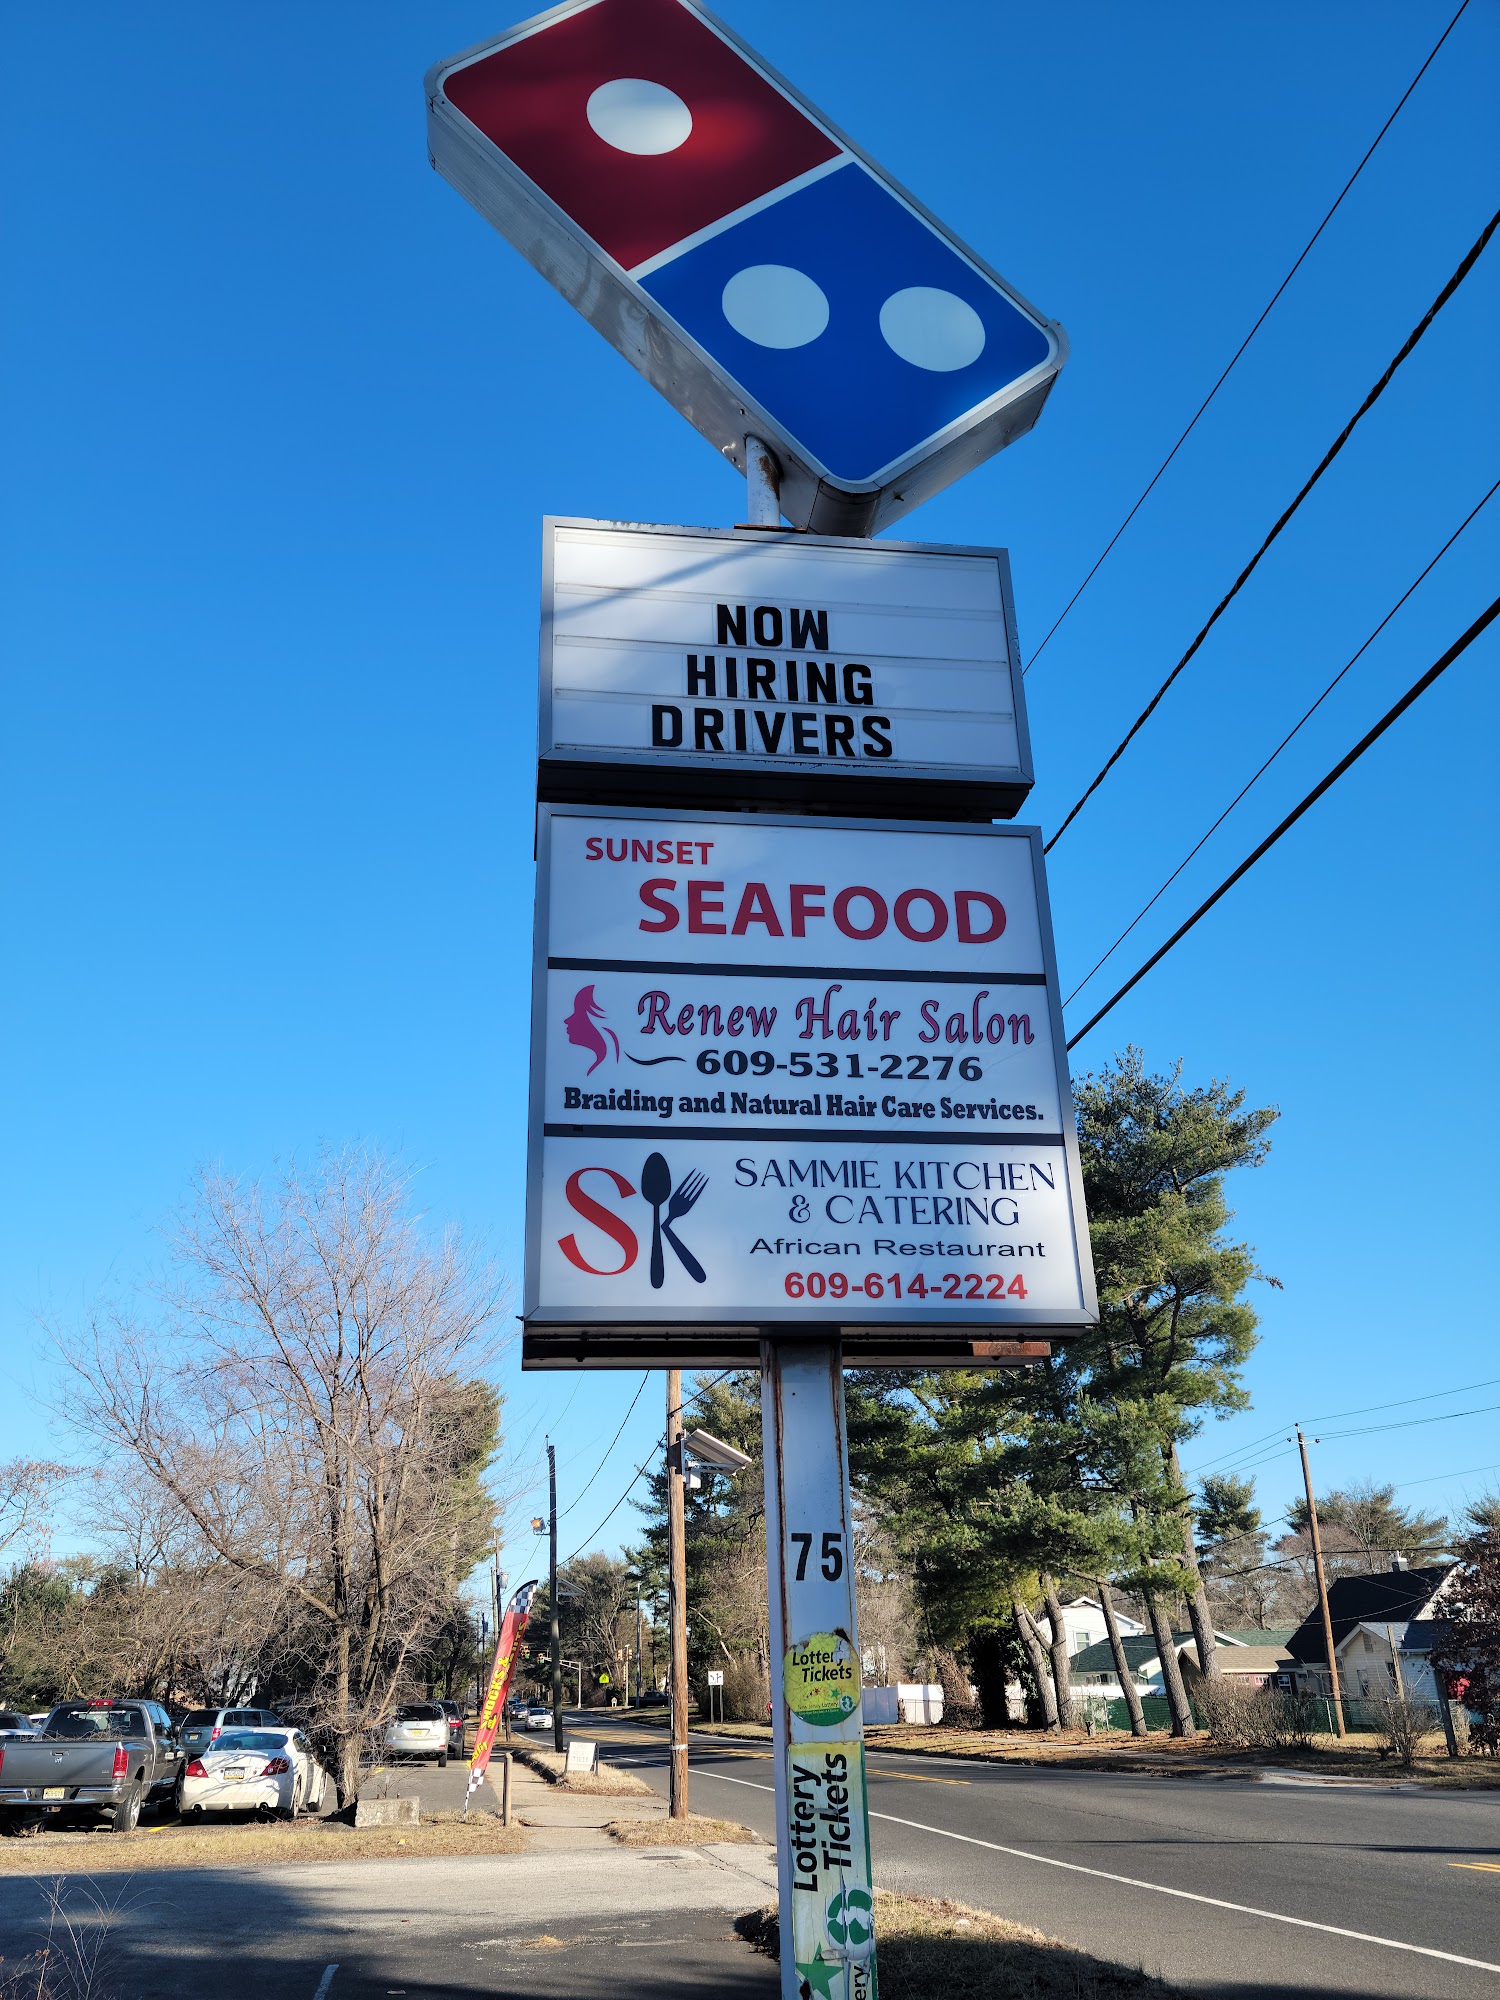 NOW
HIRING
DRIVERS
SUNSET
SEAFOOD
Renew Hair Salon
609-531-2276
Braiding and Natural Hair Care Services.
SK
SAMMIE KITCHEN
& CATERING
African Restaurant
609-614-2224
75
Lottery
Tickets
Lottery
Tickets